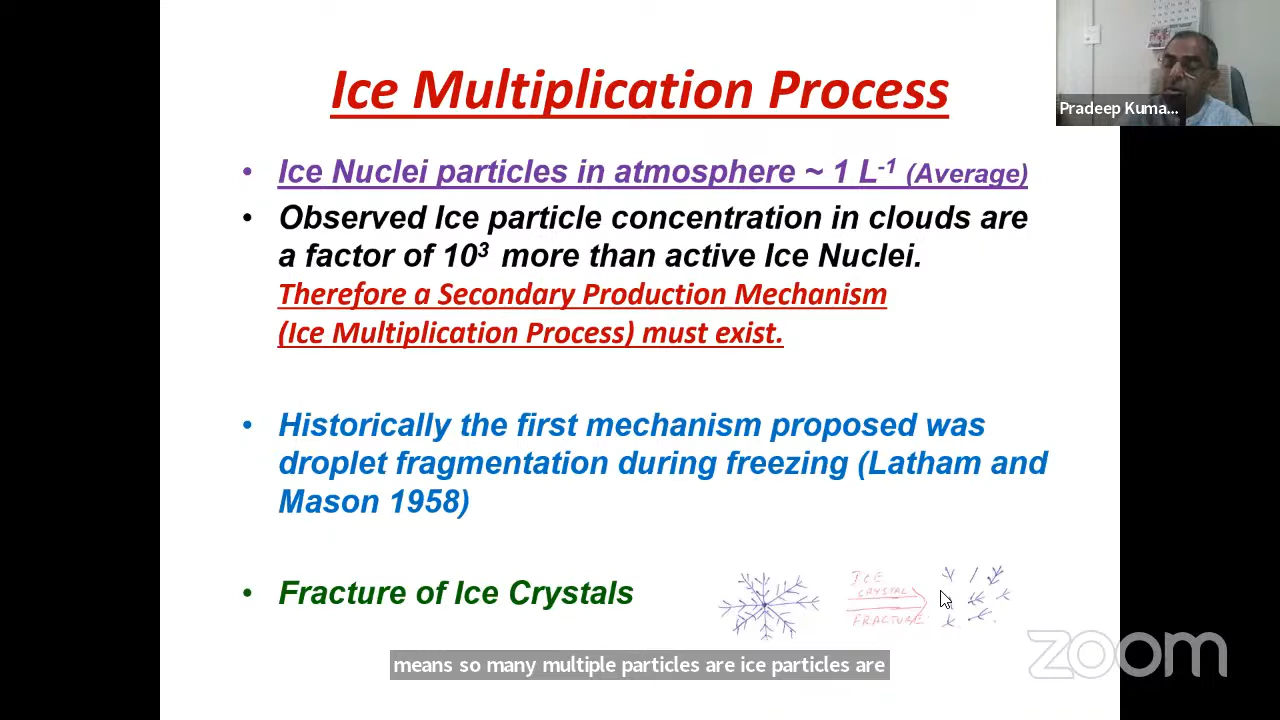 Ice Multiplication Process
Pradeep Kuma...
• Ice Nuclei particles in atmosphere ~ 1 L⁻¹ (Average)
• Observed Ice particle concentration in clouds are
a factor of 10³ more than active Ice Nuclei.
Therefore a Secondary Production Mechanism
(Ice Multiplication Process) must exist.
• Historically the first mechanism proposed was
droplet fragmentation during freezing (Latham and
Mason 1958)
• Fracture of Ice Crystals
ICE
CRYSTAL
FRACTURE
zoom
means so many multiple particles are ice particles are